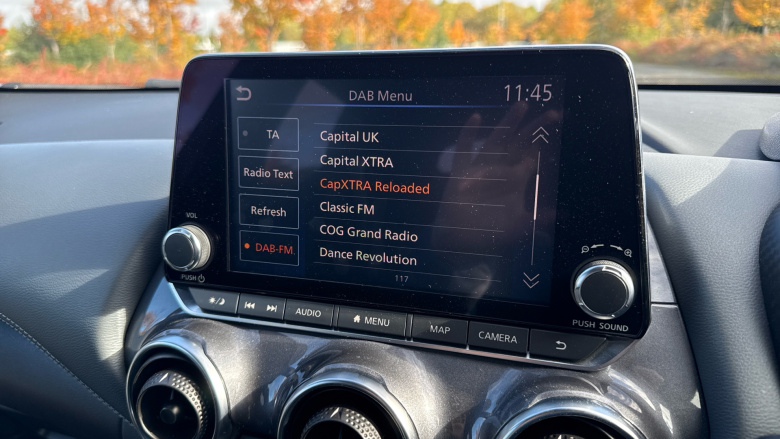 DAB Menu 11:45
TA
Capital UK
Capital XTRA
Radio Text
CapXTRA Reloaded
Refresh
Classic FM
COG Grand Radio
DAB-FM
Dance Revolution
117
VOL
PUSH
PUSH SOUND
AUDIO
MENU
MAP
CAMERA